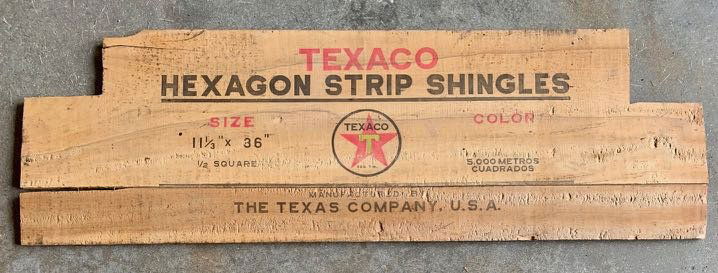 TEXACO
HEXAGON STRIP SHINGLES
SIZE
11⅓" x 36"
½ SQUARE
TEXACO
T
COLOR
5,000 METROS
CUADRADOS
MANUFACTURED BY
THE TEXAS COMPANY, U.S.A.